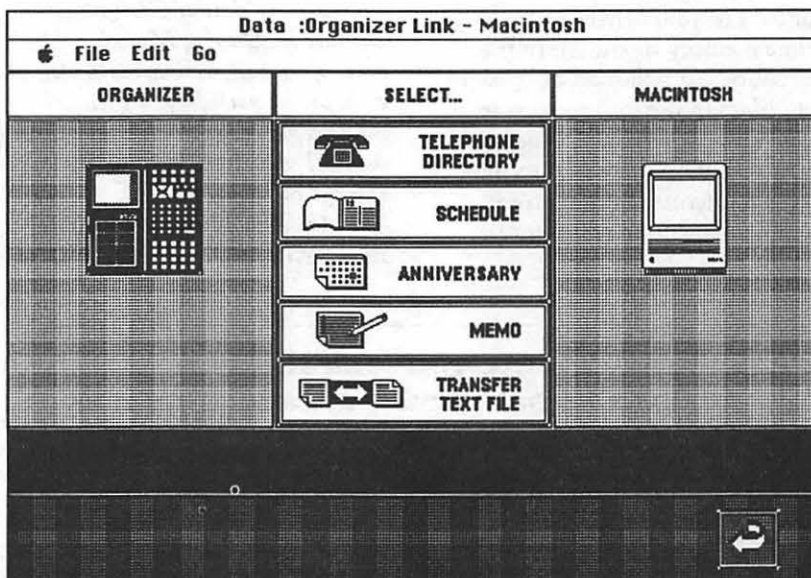 Data :Organizer Link - Macintosh
File Edit Go
ORGANIZER
SELECT...
MACINTOSH
TELEPHONE
DIRECTORY
SCHEDULE
ANNIVERSARY
MEMO
TRANSFER
TEXT FILE